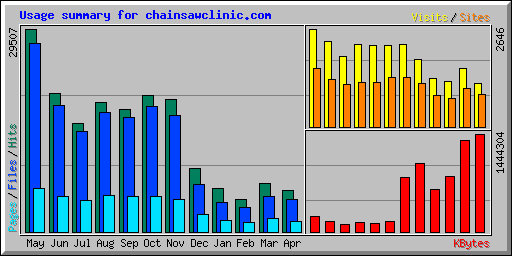 Usage summary for chainsawclinic.com
Visits/Sites
29507
2646
Pages/Files/Hits
1444304
May Jun Jul Aug Sep Oct Nov Dec Jan Feb Mar Apr
KBytes